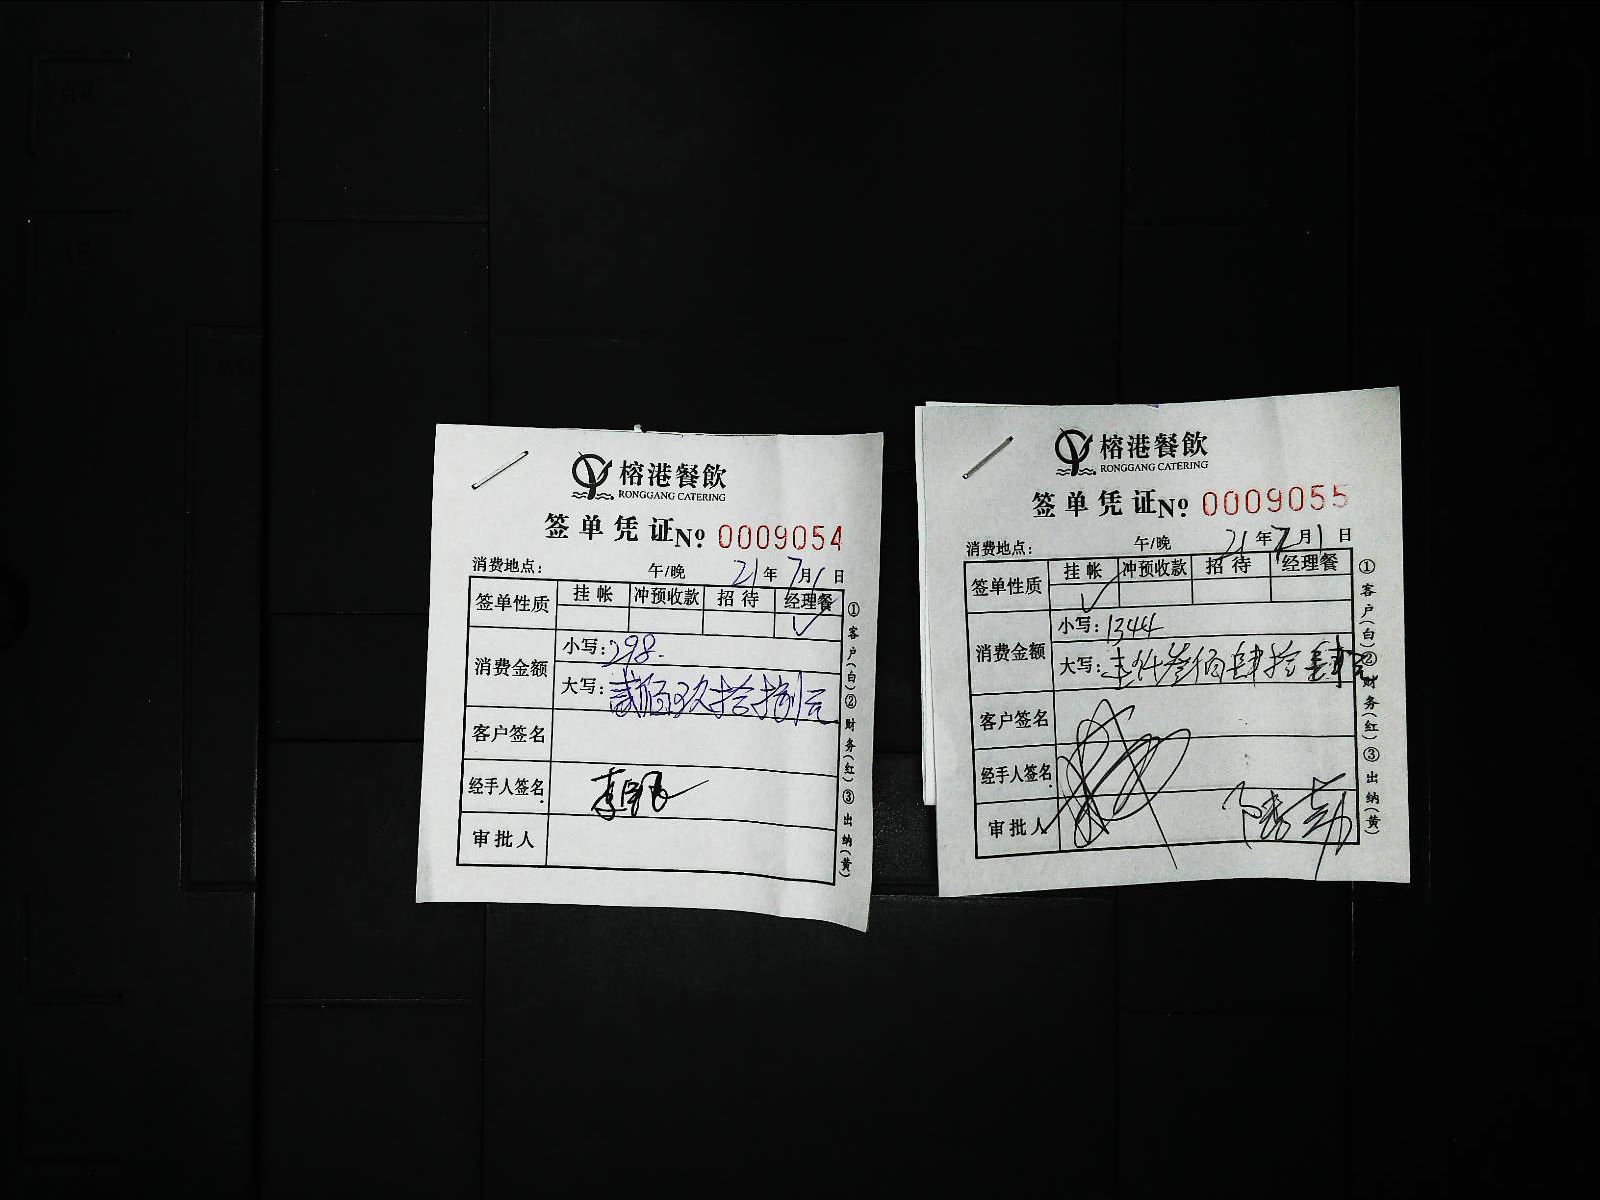 榕港餐飲
RONGGANG CATERING
签单凭证 No 0009054
消费地点: 午/晚 21年7月1日
签单性质 挂帐 冲预收款 招待 经理餐
✓
消费金额 小写: 298.
大写: 贰佰玖拾捌元
客户签名
经手人签名
审批人
①客户(白)②财务(红)③出纳(黄)
榕港餐飲
RONGGANG CATERING
签单凭证 No 0009055
消费地点: 午/晚 21年7月1日
签单性质 挂帐 冲预收款 招待 经理餐
✓
消费金额 小写: 1344
大写: 壹仟叁佰肆拾肆元
客户签名
经手人签名
审批人
①客户(白)②财务(红)③出纳(黄)